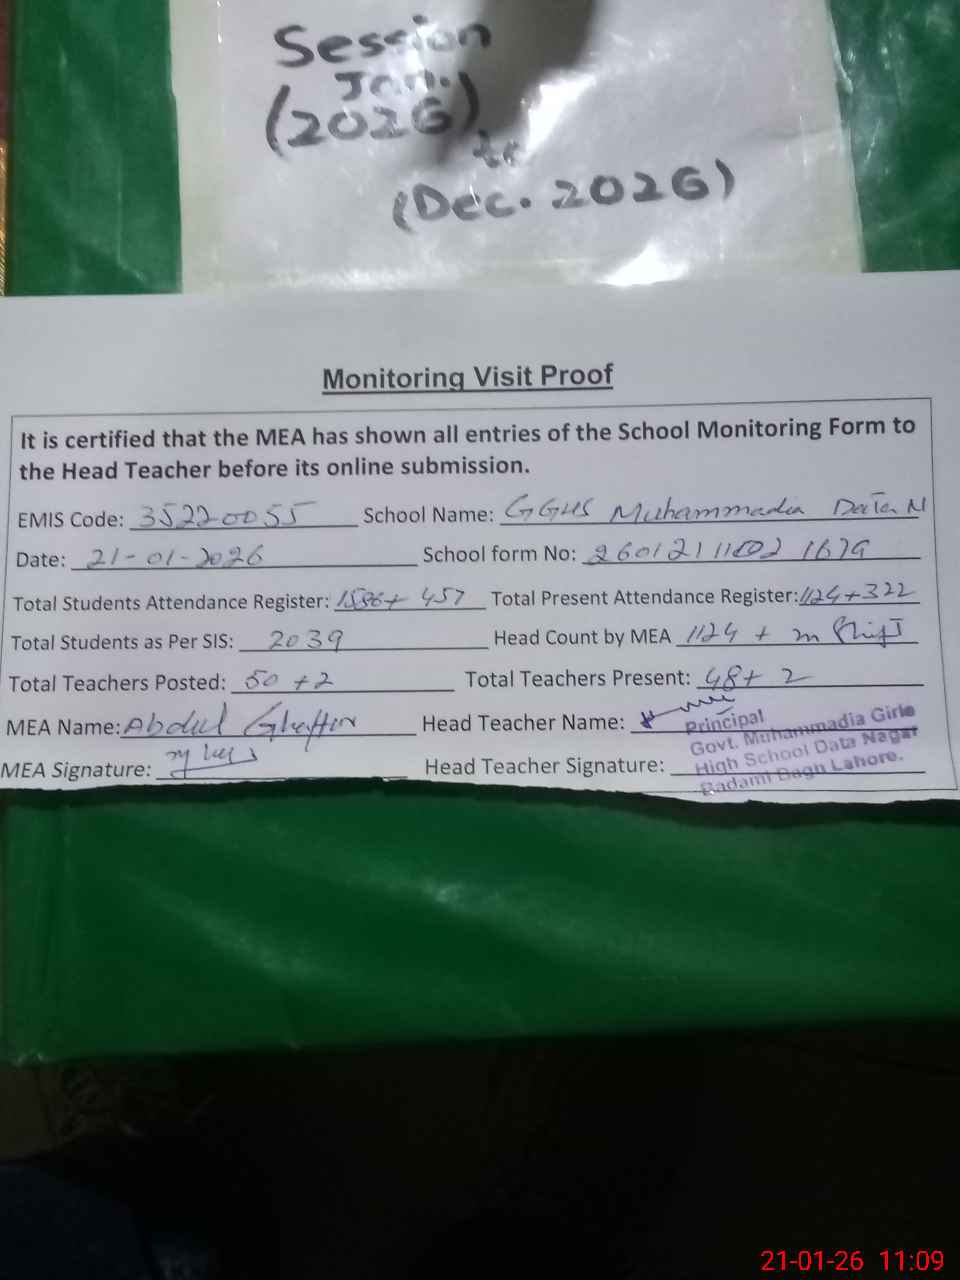 Session
Jan.
(2026)
to
(Dec. 2026)
Monitoring Visit Proof
It is certified that the MEA has shown all entries of the School Monitoring Form to
the Head Teacher before its online submission.
EMIS Code: 35220055 School Name: GGHS Muhammadia Data N
Date: 21-01-2026 School form No:
Total Students Attendance Register: 1586+ 457 Total Present Attendance Register: 1124+322
Total Students as Per SIS: 2039 Head Count by MEA 1124 +
Total Teachers Posted: 50 +2 Total Teachers Present: 48+ 2
MEA Name: Abdul Ghaffar Head Teacher Name:
MEA Signature: Head Teacher Signature:
Principal
Govt. Muhammadia Girls
High School Data Nagar
Badami Bagh Lahore.
21-01-26 11:09